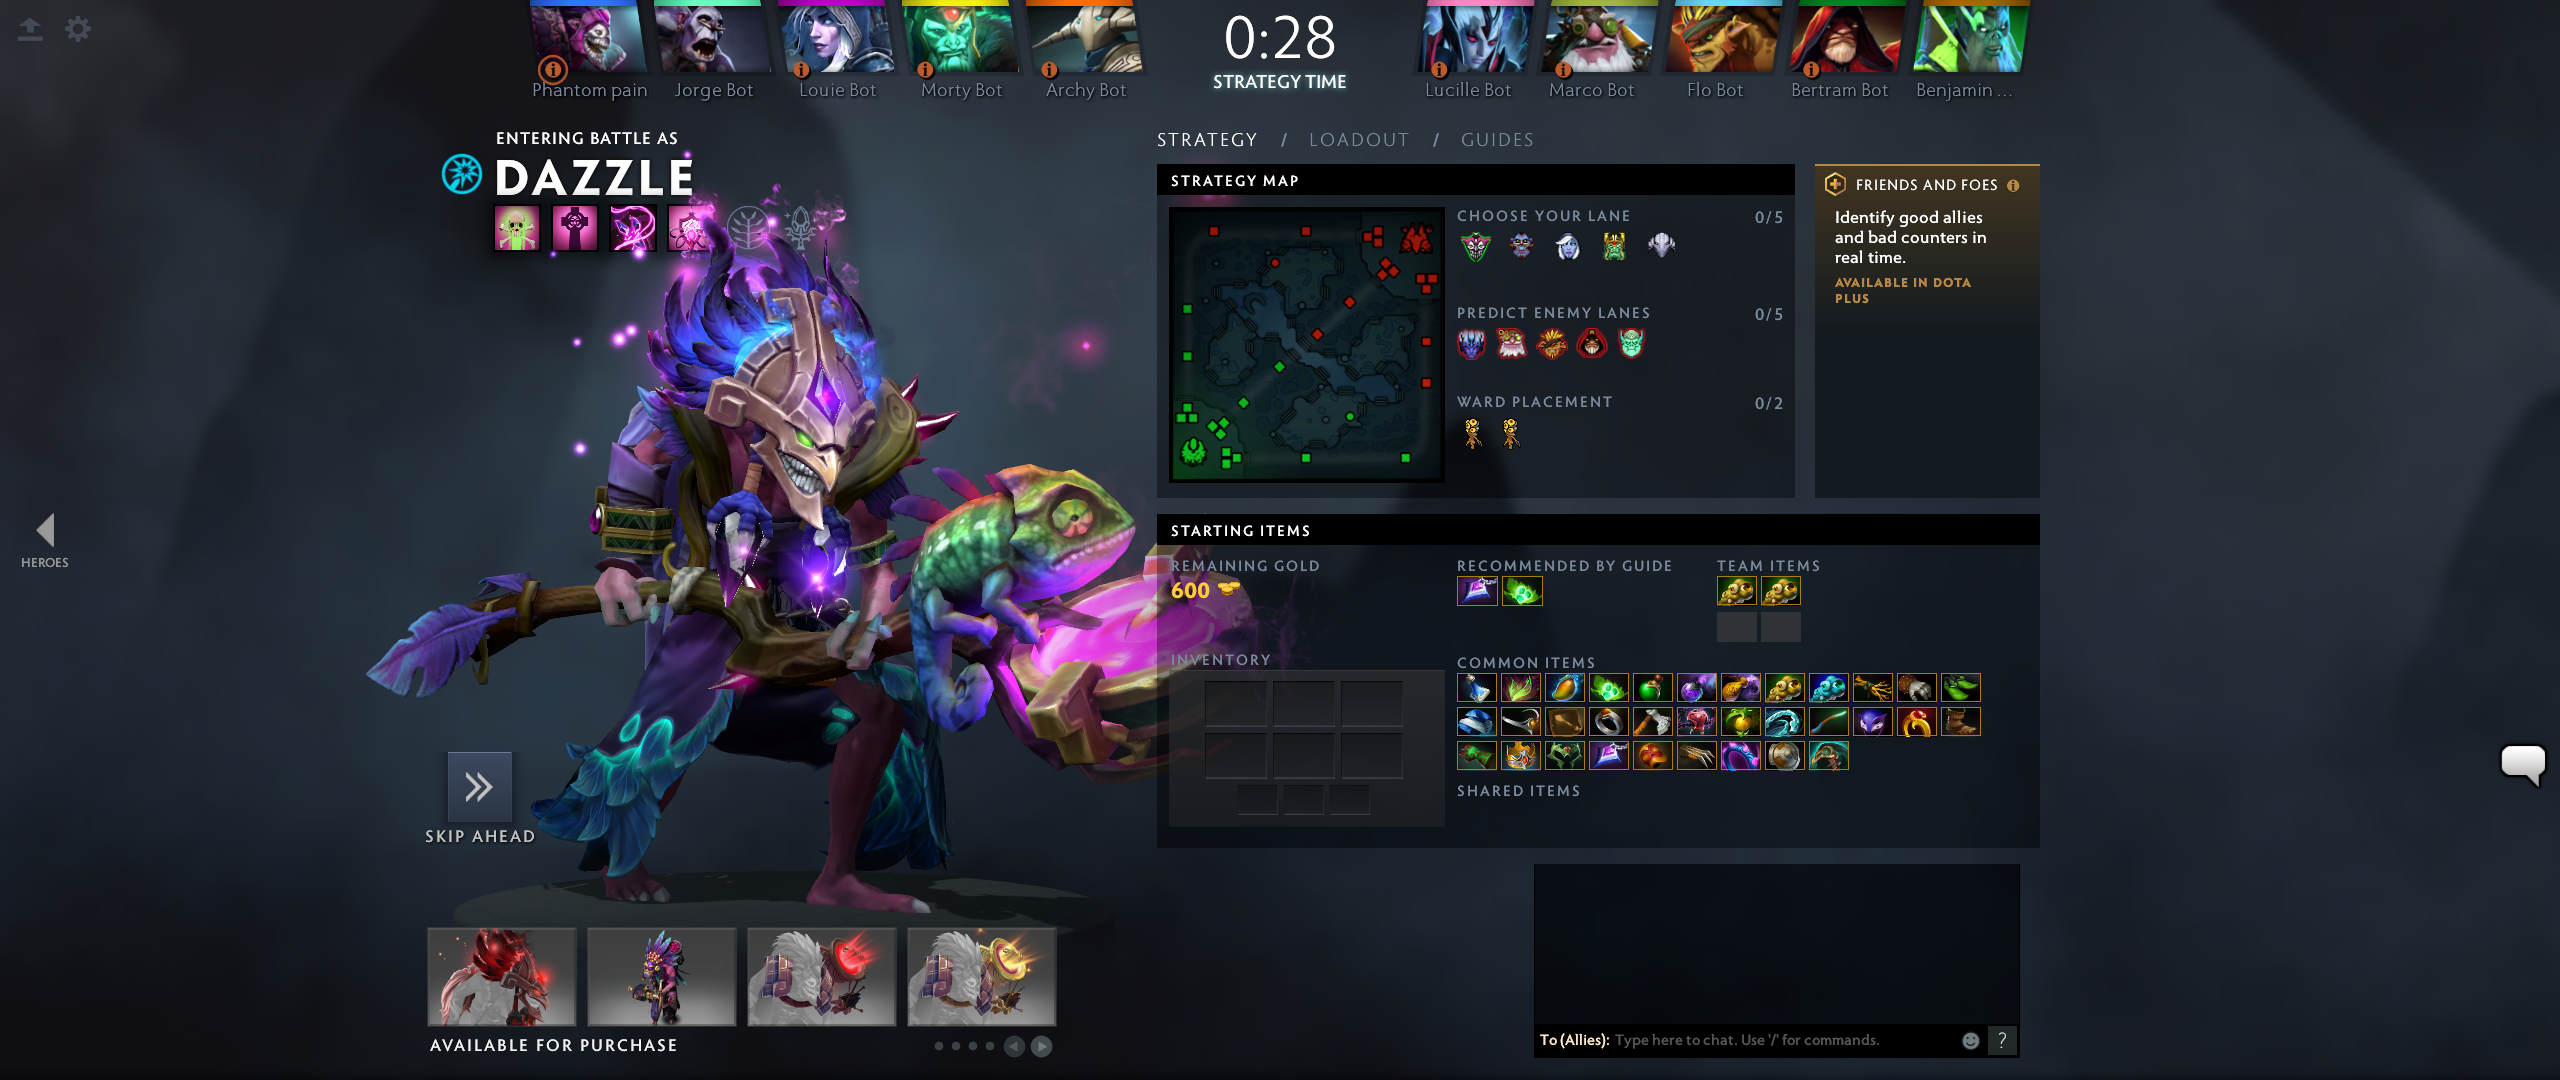 0:28
STRATEGY TIME
Phantom pain
Jorge Bot
Louie Bot
Morty Bot
Archy Bot
Lucille Bot
Marco Bot
Flo Bot
Bertram Bot
Benjamin ...
ENTERING BATTLE AS
DAZZLE
HEROES
SKIP AHEAD
AVAILABLE FOR PURCHASE
STRATEGY / LOADOUT / GUIDES
STRATEGY MAP
CHOOSE YOUR LANE 0/5
PREDICT ENEMY LANES 0/5
WARD PLACEMENT 0/2
FRIENDS AND FOES
Identify good allies
and bad counters in
real time.
AVAILABLE IN DOTA
PLUS
STARTING ITEMS
REMAINING GOLD
600
INVENTORY
RECOMMENDED BY GUIDE
TEAM ITEMS
COMMON ITEMS
SHARED ITEMS
To (Allies): Type here to chat. Use '/' for commands.
?